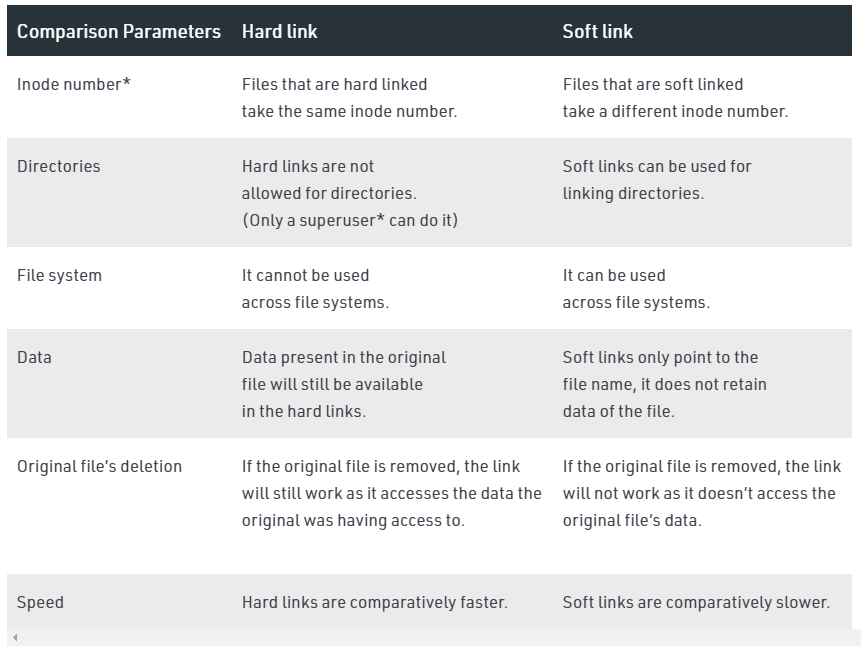 Comparison Parameters Hard link Soft link
Inode number* Files that are hard linked Files that are soft linked
take the same inode number. take a different inode number.
Directories Hard links are not Soft links can be used for
allowed for directories. linking directories.
(Only a superuser* can do it)
File system It cannot be used It can be used
across file systems. across file systems.
Data Data present in the original Soft links only point to the
file will still be available file name, it does not retain
in the hard links. data of the file.
Original file’s deletion If the original file is removed, the link If the original file is removed, the link
will still work as it accesses the data the will not work as it doesn’t access the
original was having access to. original file’s data.
Speed Hard links are comparatively faster. Soft links are comparatively slower.